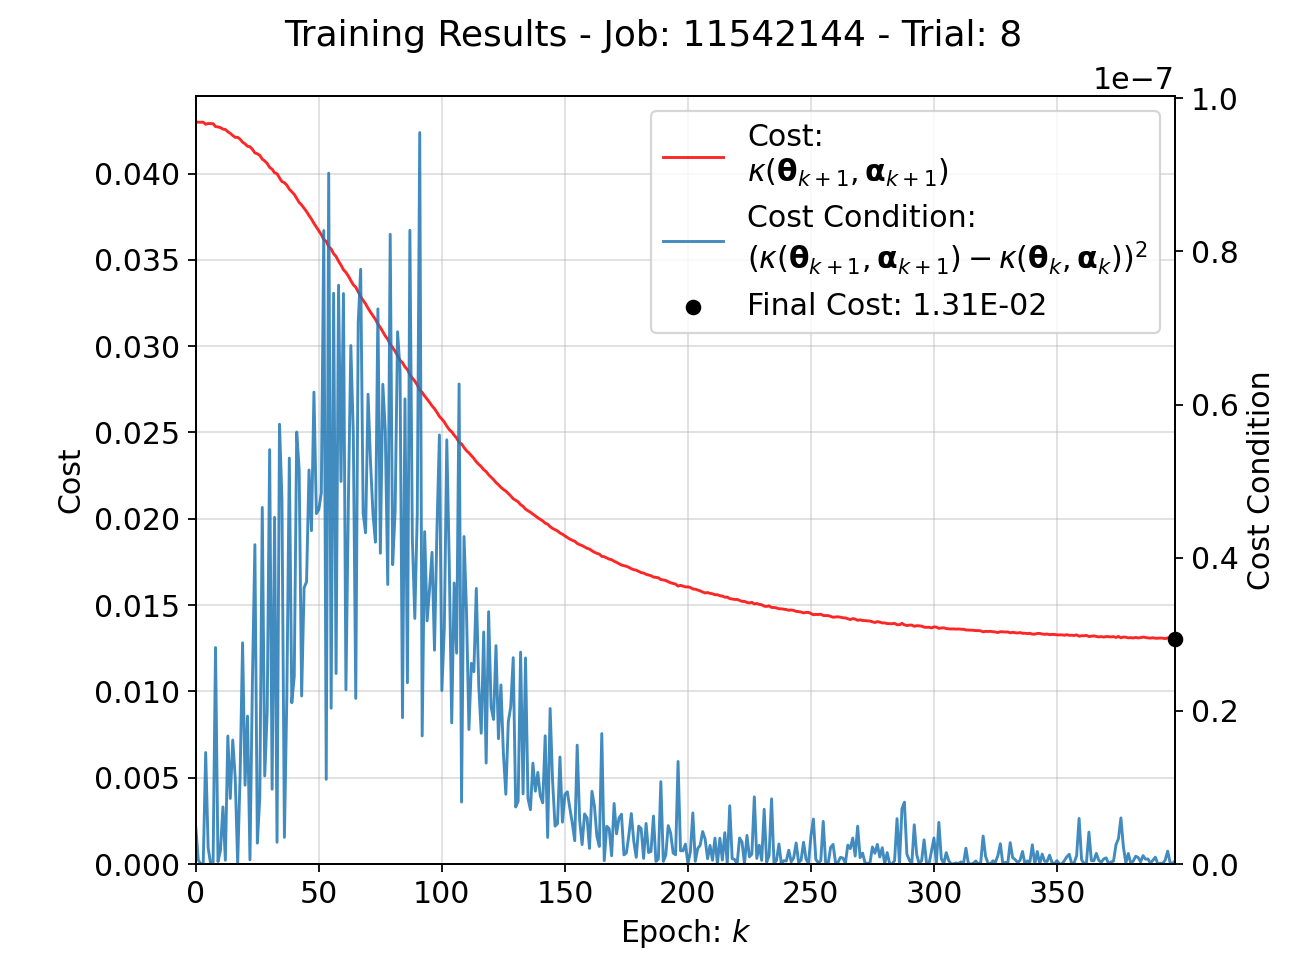 Training Results - Job: 11542144 - Trial: 8
1e−7
Cost:
κ(θ_{k+1}, α_{k+1})
Cost Condition:
(κ(θ_{k+1}, α_{k+1}) − κ(θ_k, α_k))²
Final Cost: 1.31E-02
0.040
0.035
0.030
0.025
0.020
0.015
0.010
0.005
0.000
Cost
1.0
0.8
0.6
0.4
0.2
0.0
Cost Condition
0 50 100 150 200 250 300 350
Epoch: k